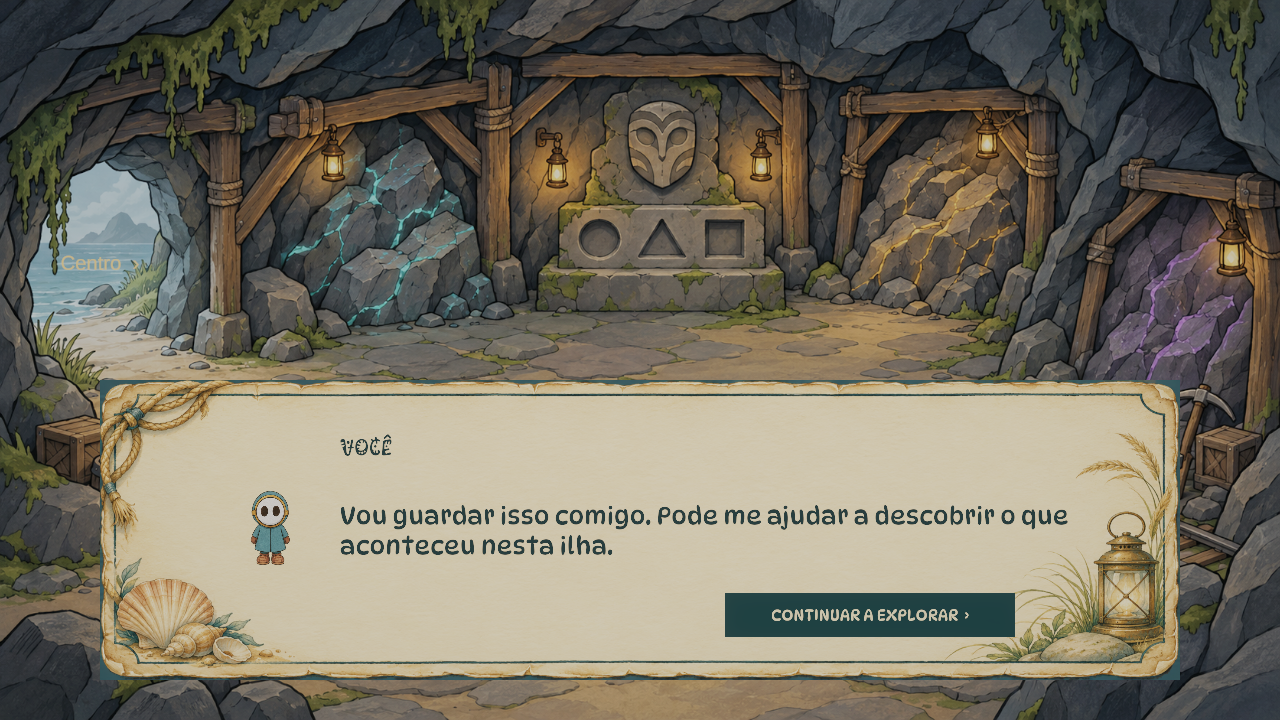 Centro ›
VOCÊ
Vou guardar isso comigo. Pode me ajudar a descobrir o que
aconteceu nesta ilha.
CONTINUAR A EXPLORAR ›